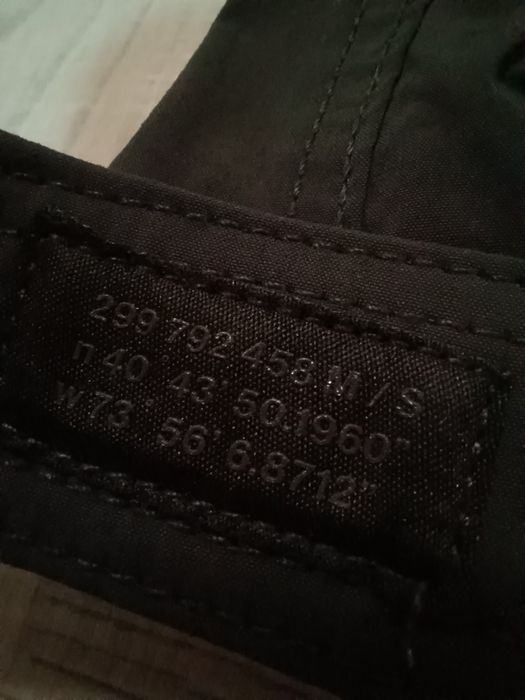 299 792 458 M / S
n 40° 43' 50.1960"
w 73° 56' 6.8712"